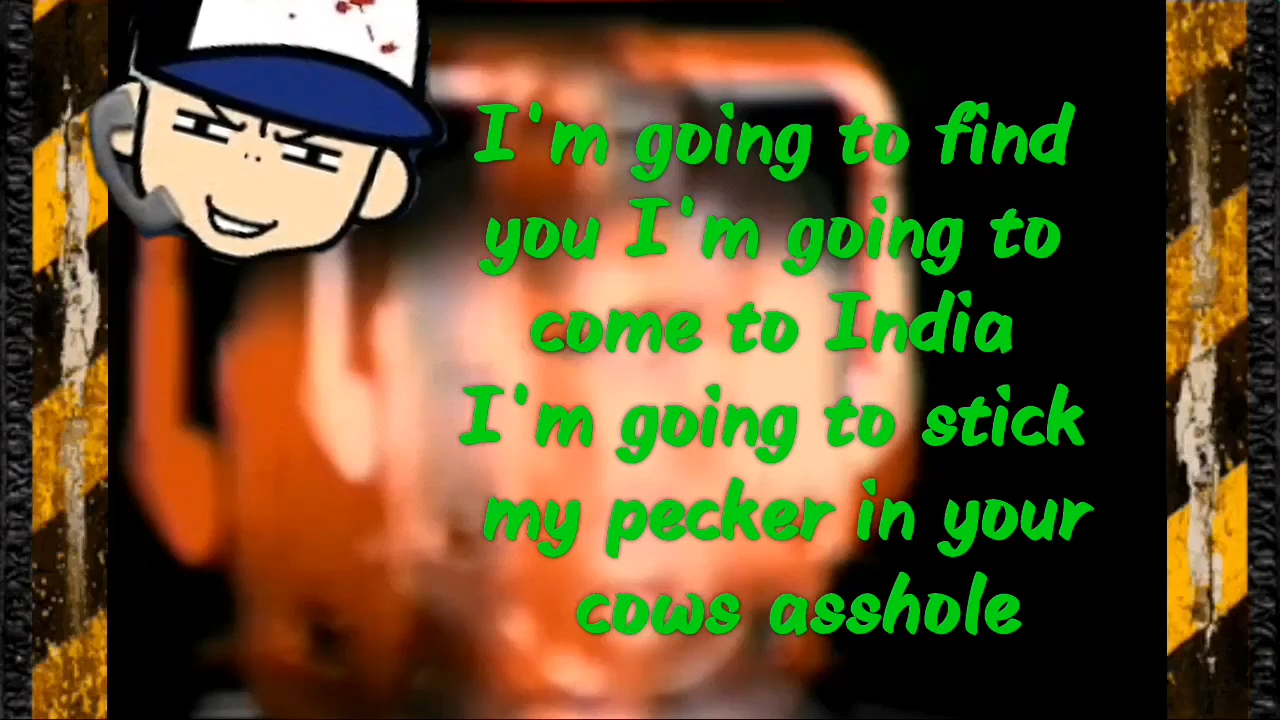 I'm going to find
you I'm going to
come to India
I'm going to stick
my pecker in your
cows asshole